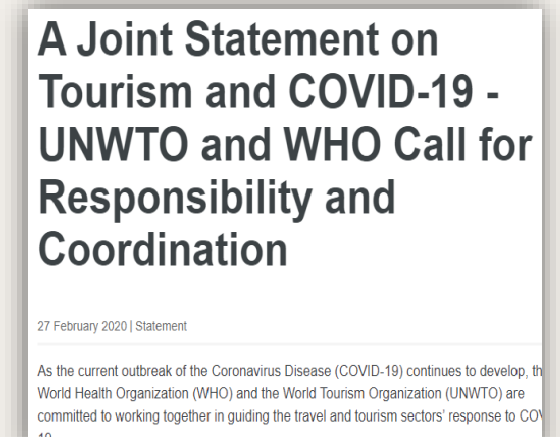 A Joint Statement on
Tourism and COVID-19 -
UNWTO and WHO Call for
Responsibility and
Coordination
27 February 2020 | Statement
As the current outbreak of the Coronavirus Disease (COVID-19) continues to develop,
World Health Organization (WHO) and the World Tourism Organization (UNWTO) are
committed to working together in guiding the travel and tourism sectors' response to